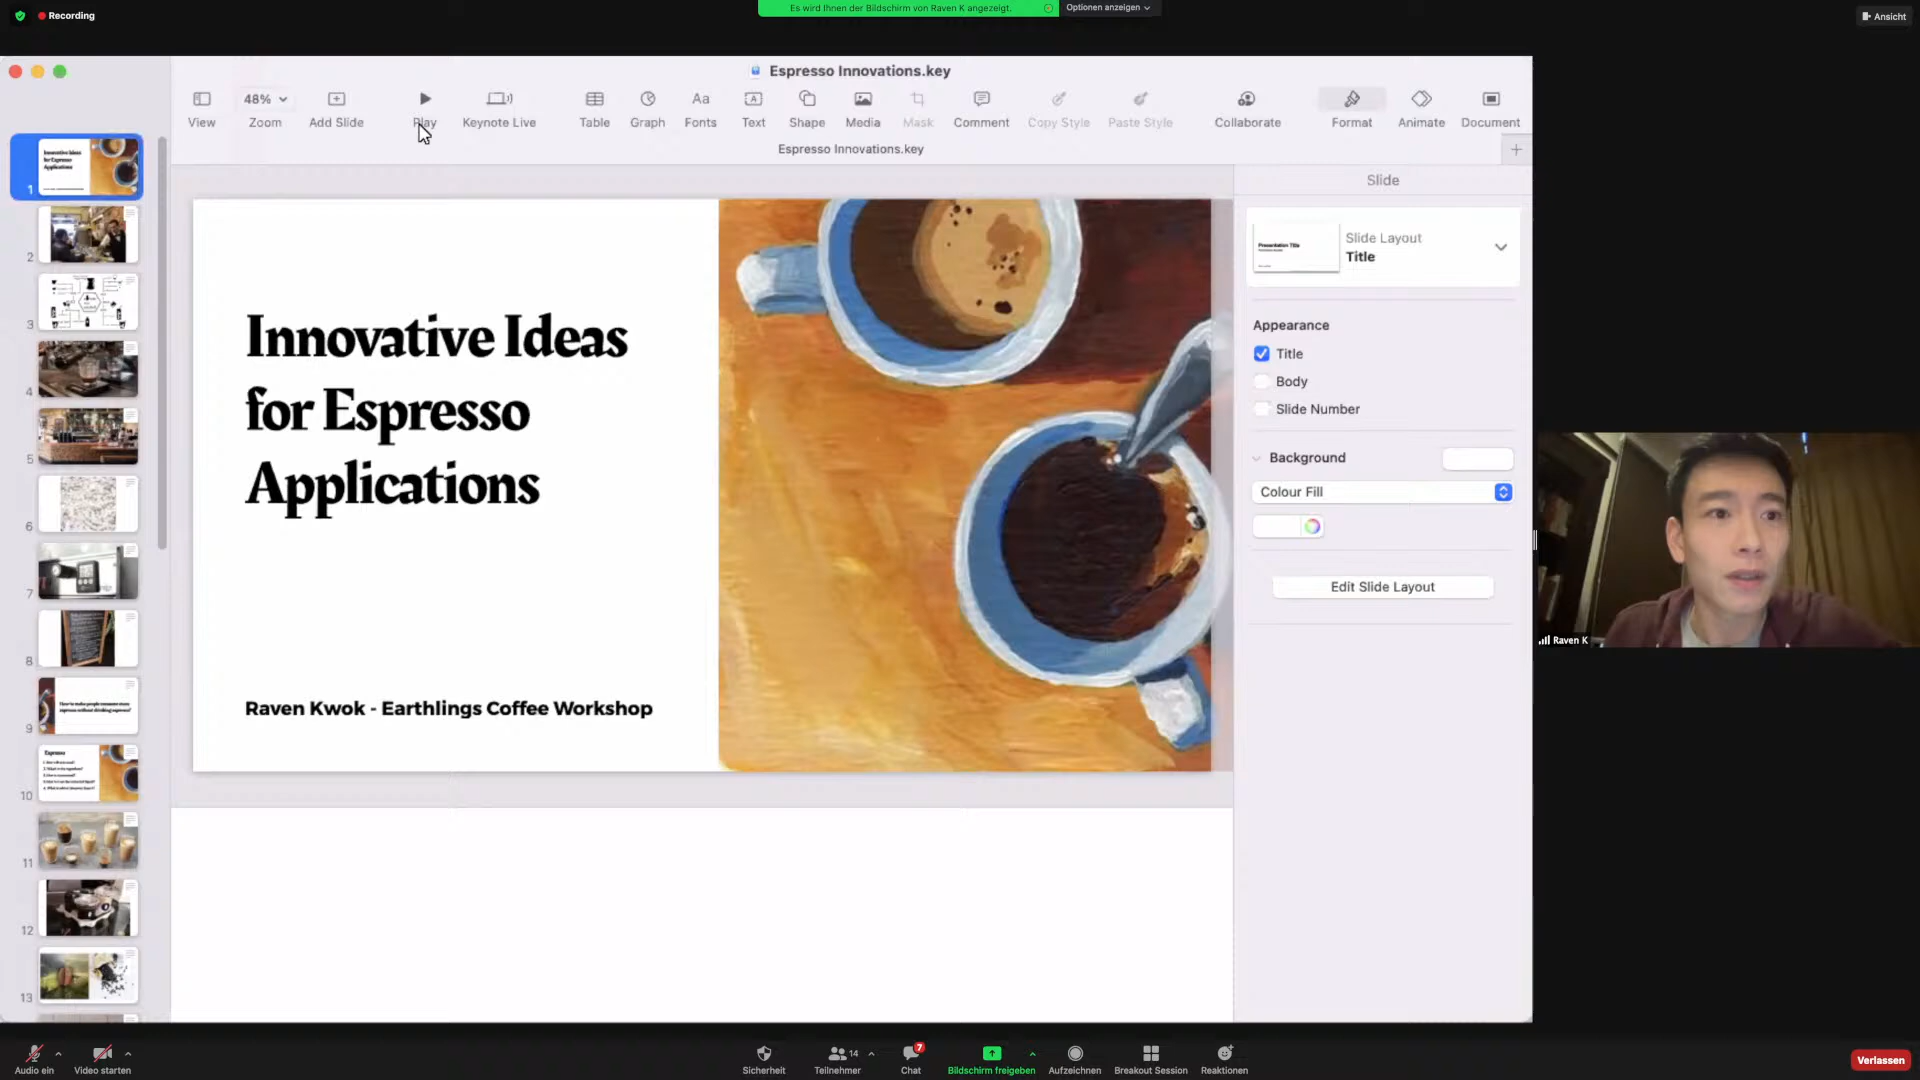 Recording
Es wird Ihnen der Bildschirm von Raven K angezeigt.
Optionen anzeigen
Ansicht
Espresso Innovations.key
48%
View
Zoom
Add Slide
Play
Keynote Live
Table
Graph
Aa
Fonts
Text
Shape
Media
Mask
Comment
Copy Style
Paste Style
Collaborate
Format
Animate
Document
Espresso Innovations.key
1
2
3
4
5
6
7
8
9
10
11
12
13
Innovative Ideas
for Espresso
Applications
Raven Kwok - Earthlings Coffee Workshop
Slide
Presentation Title
Slide Layout
Title
Appearance
Title
Body
Slide Number
Background
Colour Fill
Edit Slide Layout
Raven K
Audio ein
Video starten
Sicherheit
14
Teilnehmer
7
Chat
Bildschirm freigeben
Aufzeichnen
Breakout Session
Reaktionen
Verlassen